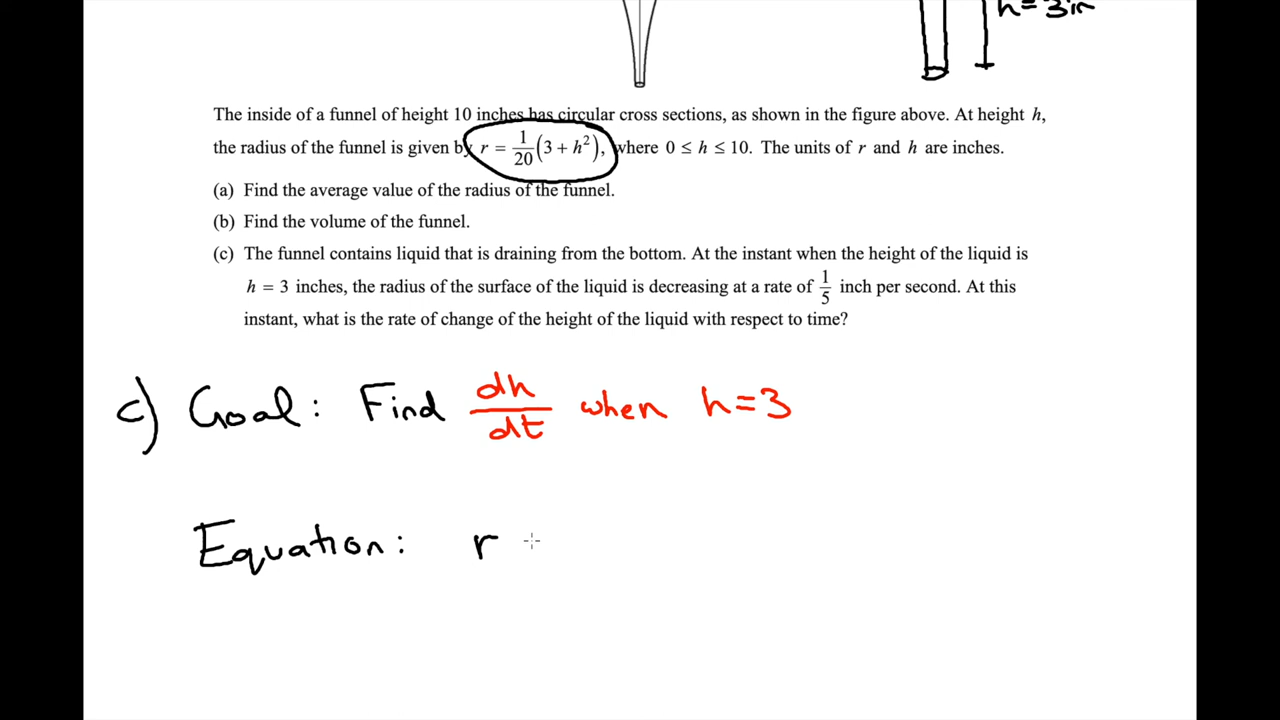 h = 3in
The inside of a funnel of height 10 inches has circular cross sections, as shown in the figure above. At height h,
the radius of the funnel is given by r = 1/20 (3 + h²), where 0 ≤ h ≤ 10. The units of r and h are inches.
(a) Find the average value of the radius of the funnel.
(b) Find the volume of the funnel.
(c) The funnel contains liquid that is draining from the bottom. At the instant when the height of the liquid is
h = 3 inches, the radius of the surface of the liquid is decreasing at a rate of 1/5 inch per second. At this
instant, what is the rate of change of the height of the liquid with respect to time?
c) Goal: Find dh/dt when h=3
Equation: r